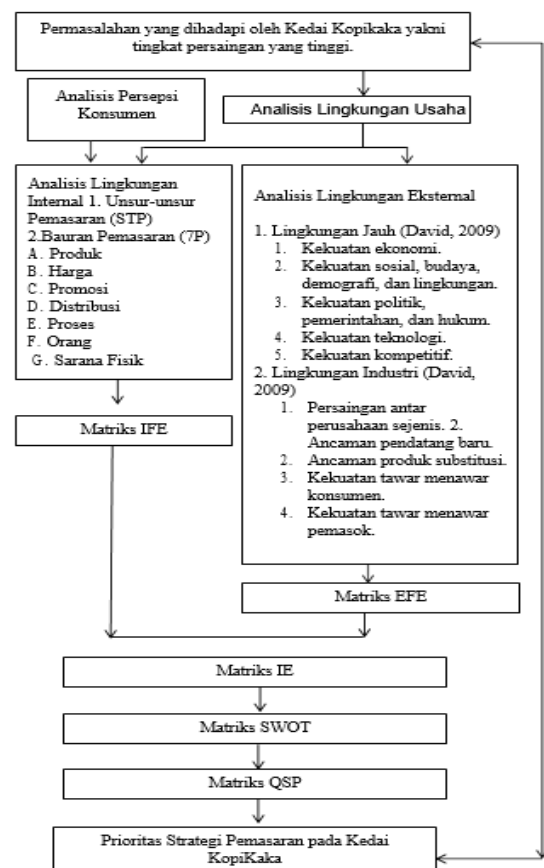 Permasalahan yang dihadapi oleh Kedai Kopikaka yakni
tingkat persaingan yang tinggi.
Analisis Persepsi
Konsumen
Analisis Lingkungan Usaha
Analisis Lingkungan
Internal 1. Unsur-unsur
Pemasaran (STP)
2.Bauran Pemasaran (7P)
A. Produk
B. Harga
C. Promosi
D. Distribusi
E. Proses
F. Orang
G. Sarana Fisik
Analisis Lingkungan Eksternal
1. Lingkungan Jauh (David, 2009)
1. Kekuatan ekonomi.
2. Kekuatan sosial, budaya,
demografi, dan lingkungan.
3. Kekuatan politik,
pemerintahan, dan hukum.
4. Kekuatan teknologi.
5. Kekuatan kompetitif.
2. Lingkungan Industri (David,
2009)
1. Persaingan antar
perusahaan sejenis. 2.
Ancaman pendatang baru.
2. Ancaman produk substitusi.
3. Kekuatan tawar menawar
konsumen.
4. Kekuatan tawar menawar
pemasok.
Matriks IFE
Matriks EFE
Matriks IE
Matriks SWOT
Matriks QSP
Prioritas Strategi Pemasaran pada Kedai
KopiKaka